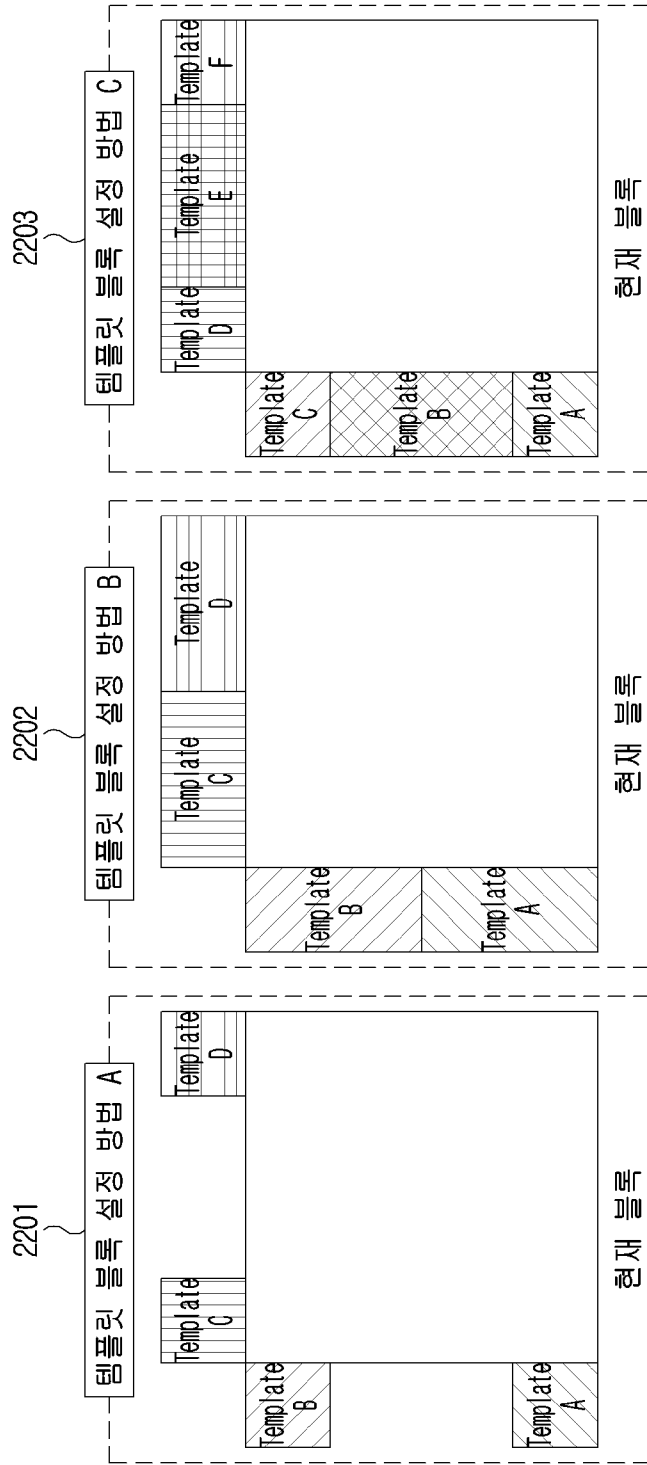 2201
템플릿 블록 설정 방법 A
Template
C
Template
D
Template
B
Template
A
현재 블록
2202
템플릿 블록 설정 방법 B
Template
C
Template
D
Template
B
Template
A
현재 블록
2203
템플릿 블록 설정 방법 C
Template
D
Template
E
Template
F
Template
C
Template
B
Template
A
현재 블록